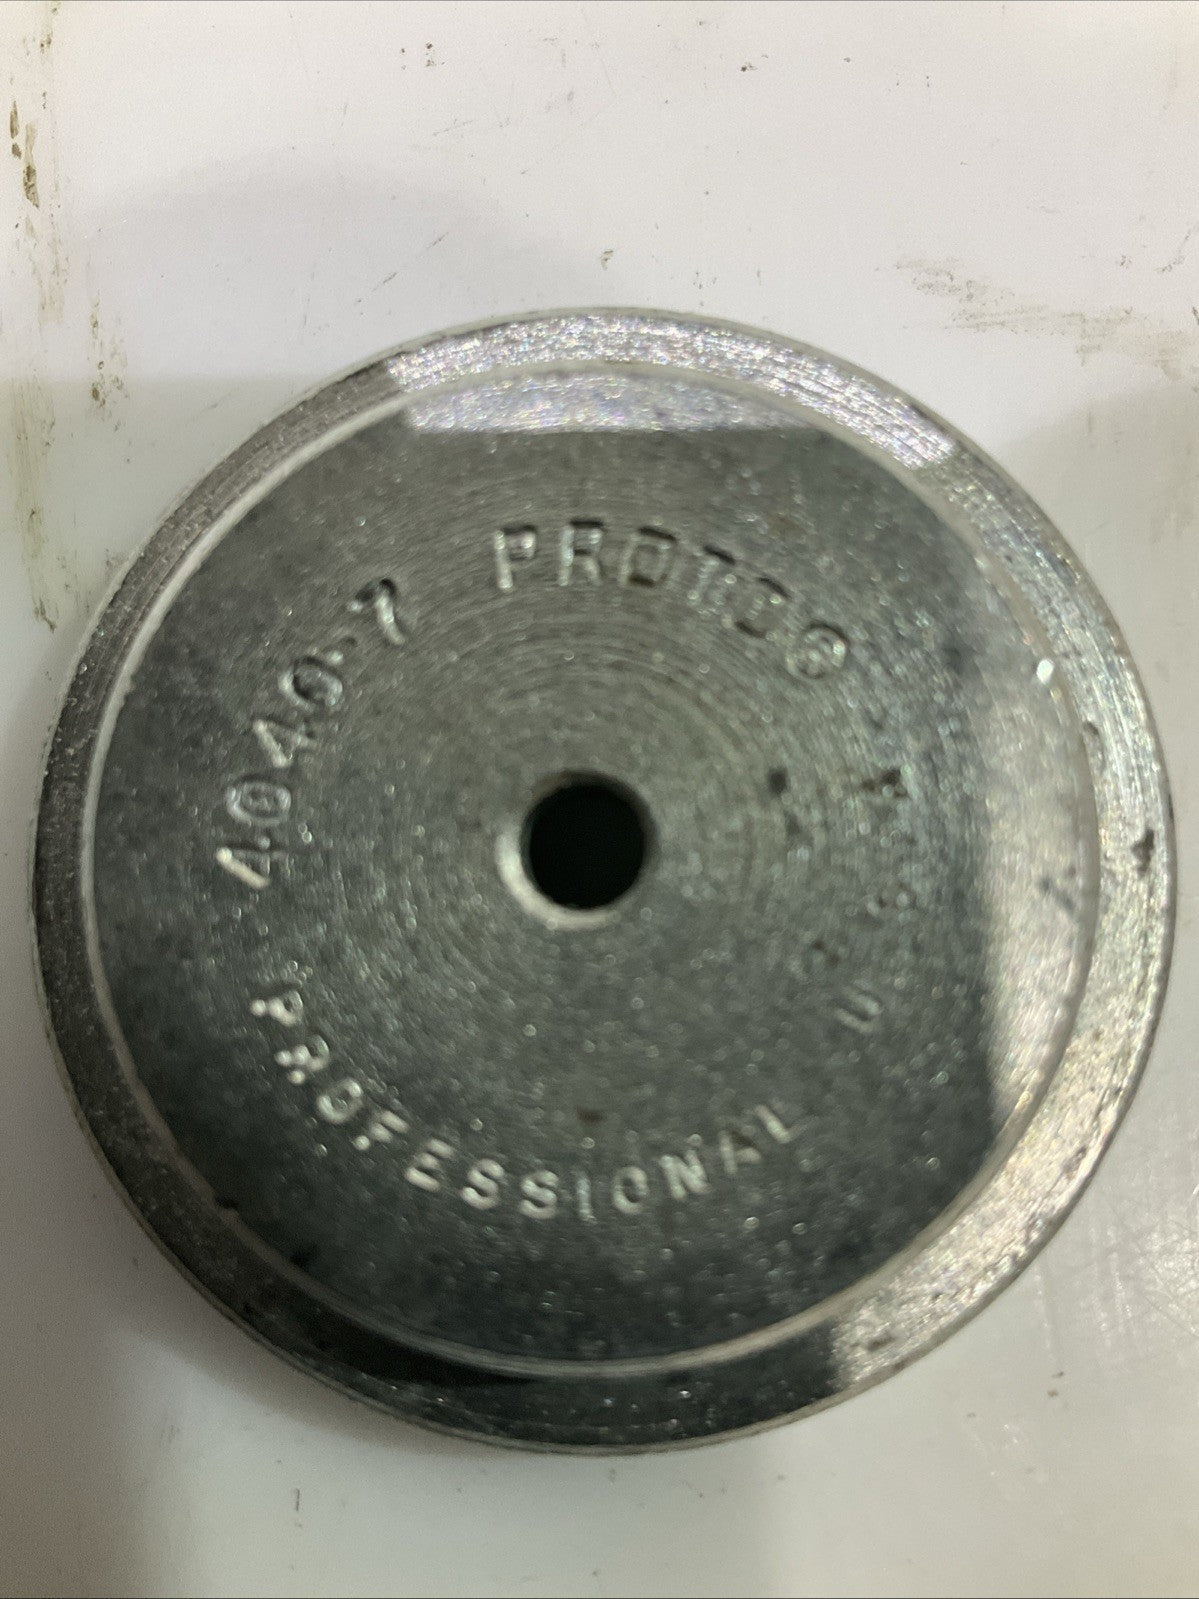 PROTO®
4040-7
PROFESSIONAL
U.S.A.